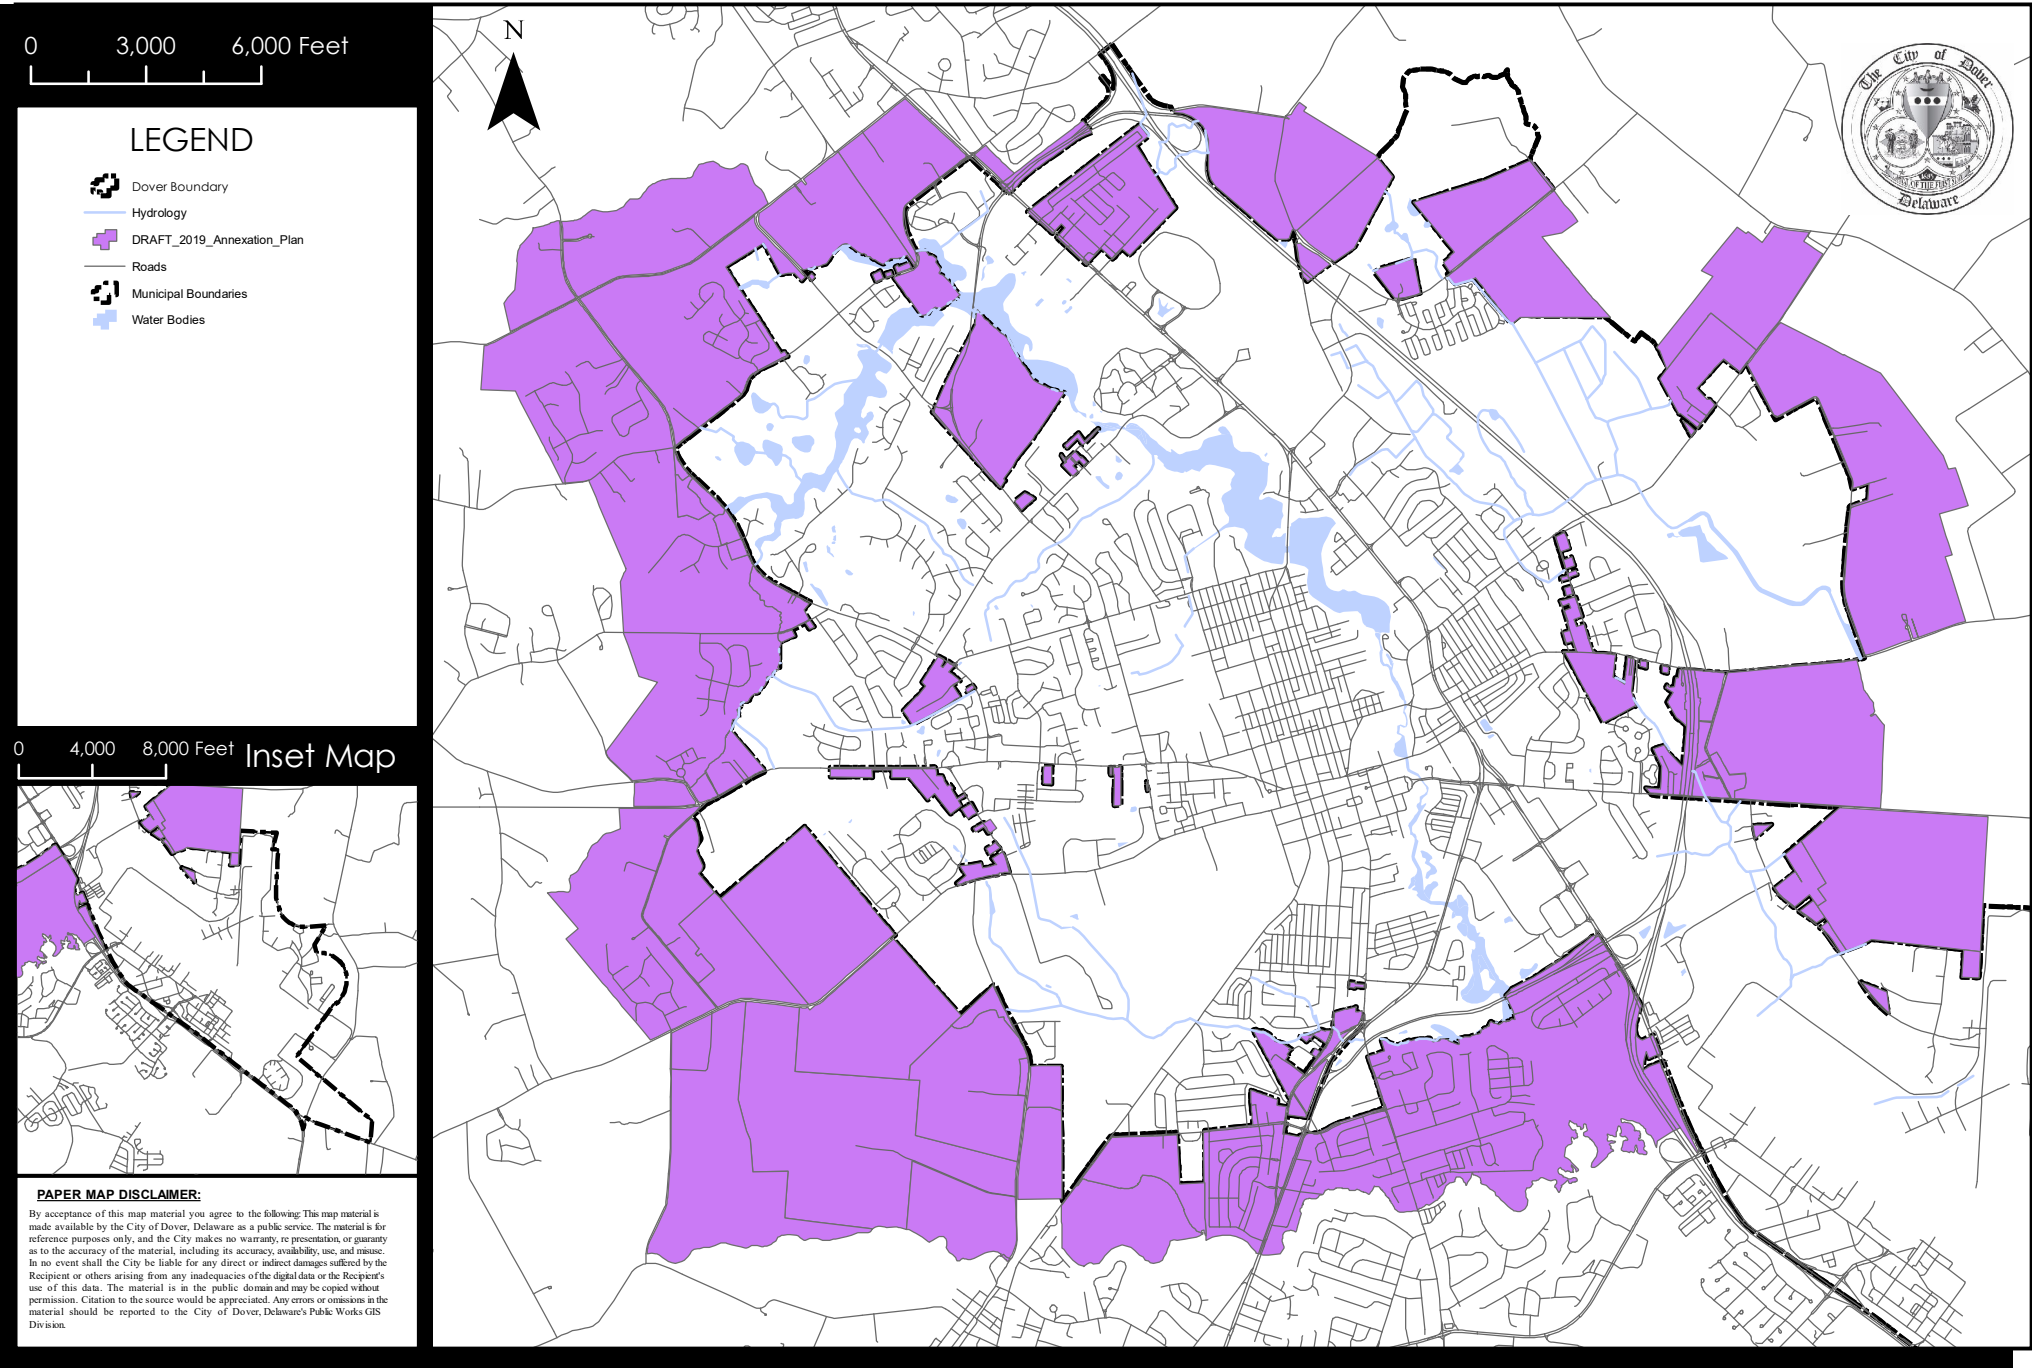 0 3,000 6,000 Feet
LEGEND
Dover Boundary
Hydrology
DRAFT_2019_Annexation_Plan
Roads
Municipal Boundaries
Water Bodies
0 4,000 8,000 Feet Inset Map
PAPER MAP DISCLAIMER:
By acceptance of this map material you agree to the following: This map material is
made available by the City of Dover, Delaware as a public service. The material is for
reference purposes only, and the City makes no warranty, re presentation, or guaranty
as to the accuracy of the material, including its accuracy, availability, use, and misuse.
In no event shall the City be liable for any direct or indirect damages suffered by the
Recipient or others arising from any inadequacies of the digital data or the Recipient's
use of this data. The material is in the public domain and may be copied without
permission. Citation to the source would be appreciated. Any errors or omissions in the
material should be reported to the City of Dover, Delaware's Public Works GIS
Division.
N
The City of Dover
Delaware